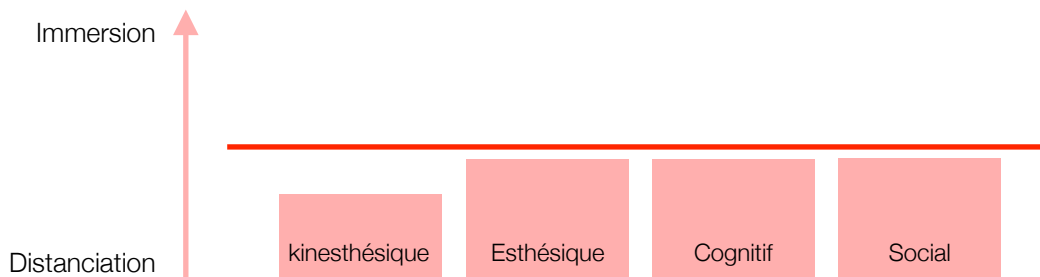 Immersion
Distanciation
kinesthésique
Esthésique
Cognitif
Social